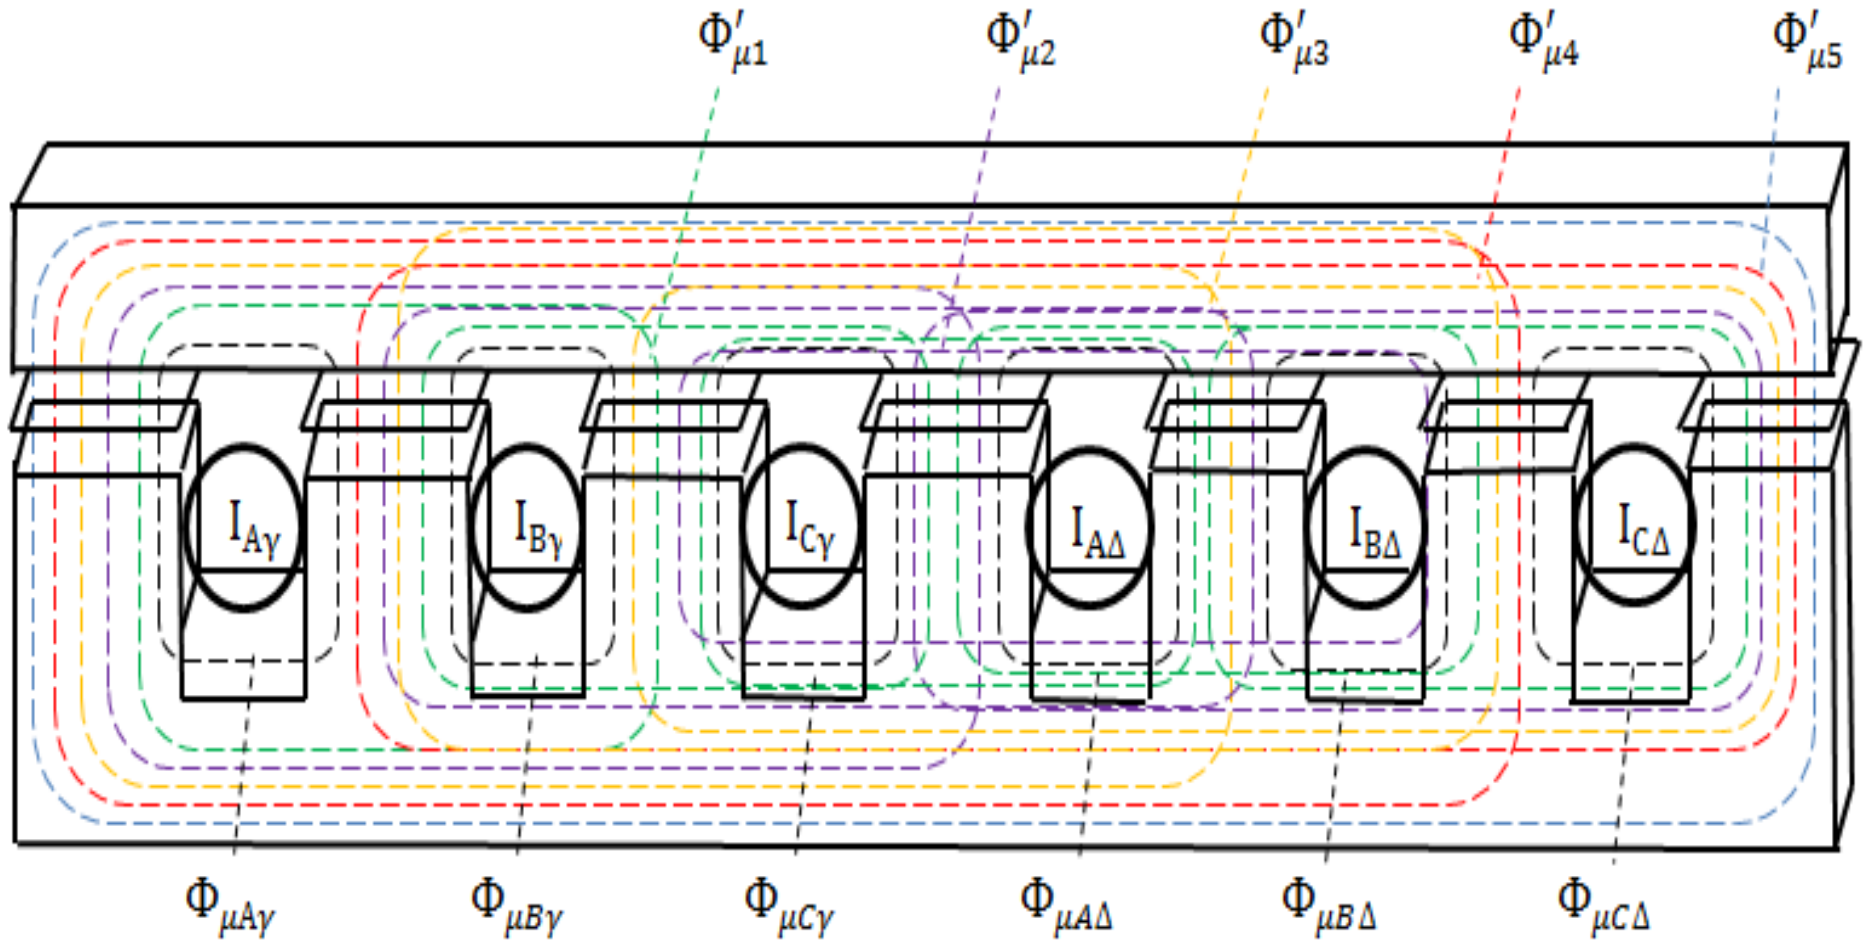 Φ′μ1 Φ′μ2 Φ′μ3 Φ′μ4 Φ′μ5
IAγ IBγ ICγ IAΔ IBΔ ICΔ
ΦμAγ ΦμBγ ΦμCγ ΦμAΔ ΦμBΔ ΦμCΔ